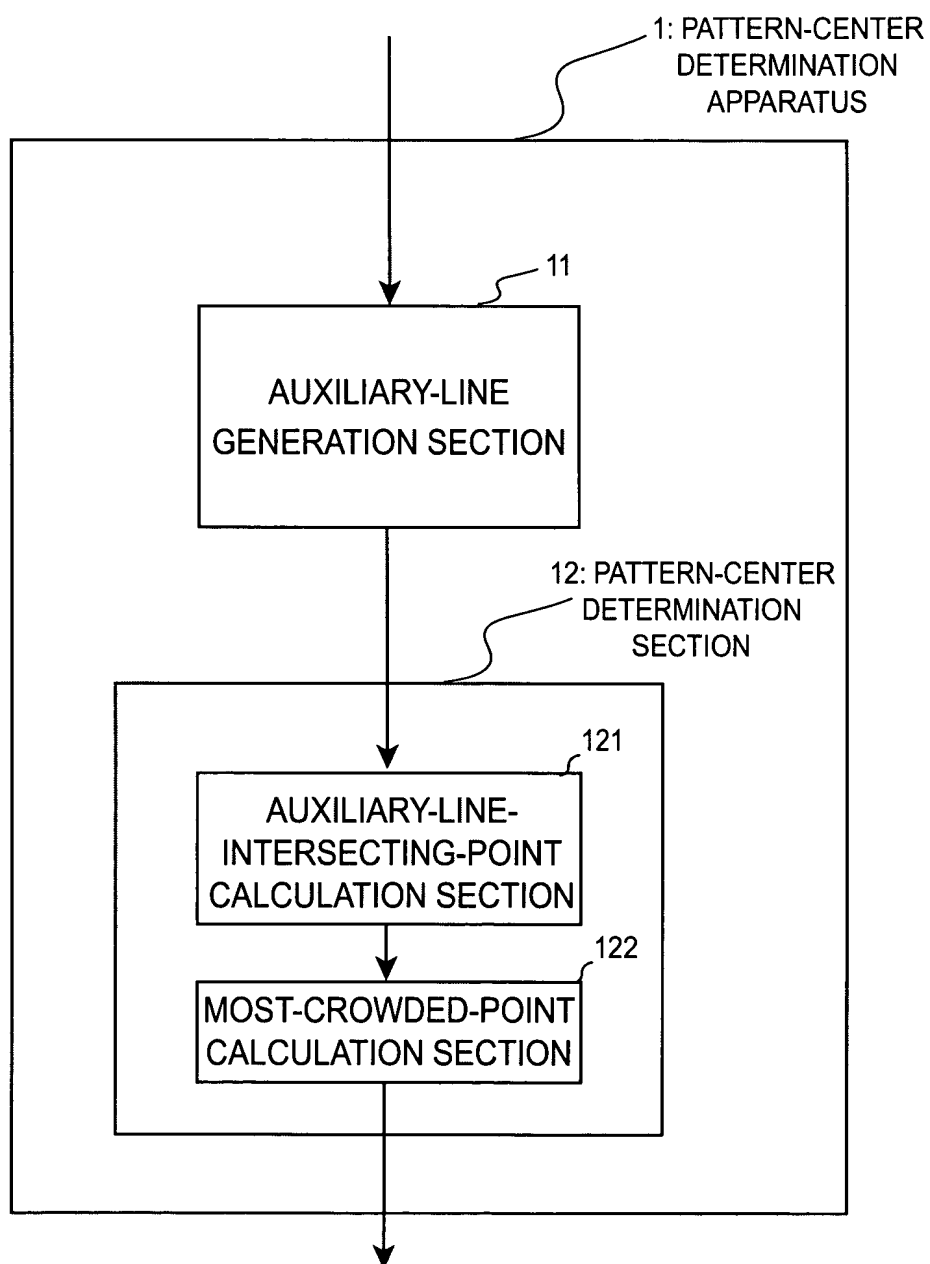 1: PATTERN-CENTER
DETERMINATION
APPARATUS
11
AUXILIARY-LINE
GENERATION SECTION
12: PATTERN-CENTER
DETERMINATION
SECTION
121
AUXILIARY-LINE-
INTERSECTING-POINT
CALCULATION SECTION
122
MOST-CROWDED-POINT
CALCULATION SECTION